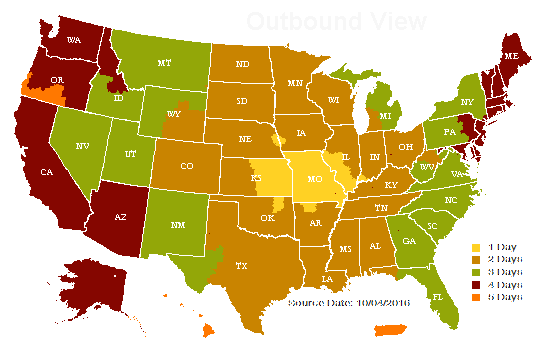 Outbound View
WA
ME
MT
ND
MN
OR
ID
SD
WI
NY
WY
MI
IA
PA
NE
NV
UT
IL
IN
OH
CO
WV
CA
KS
MO
VA
KY
NC
TN
AZ
NM
OK
AR
SC
MS
AL
GA
TX
LA
FL
1 Day
2 Days
3 Days
4 Days
5 Days
Source Date: 10/04/2016